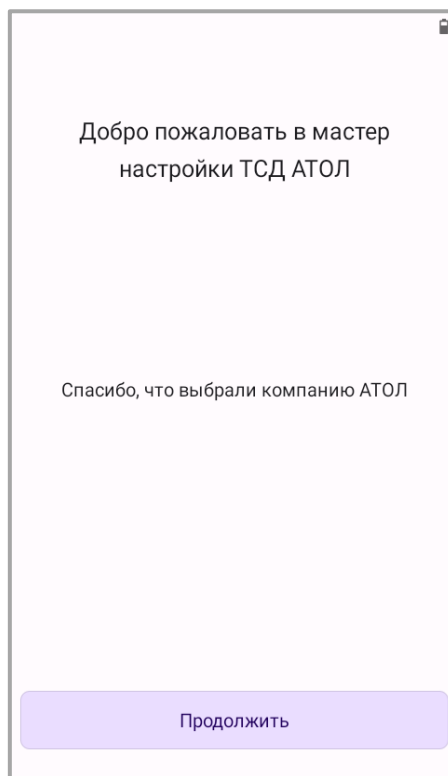 Добро пожаловать в мастер
настройки ТСД АТОЛ
Спасибо, что выбрали компанию АТОЛ
Продолжить